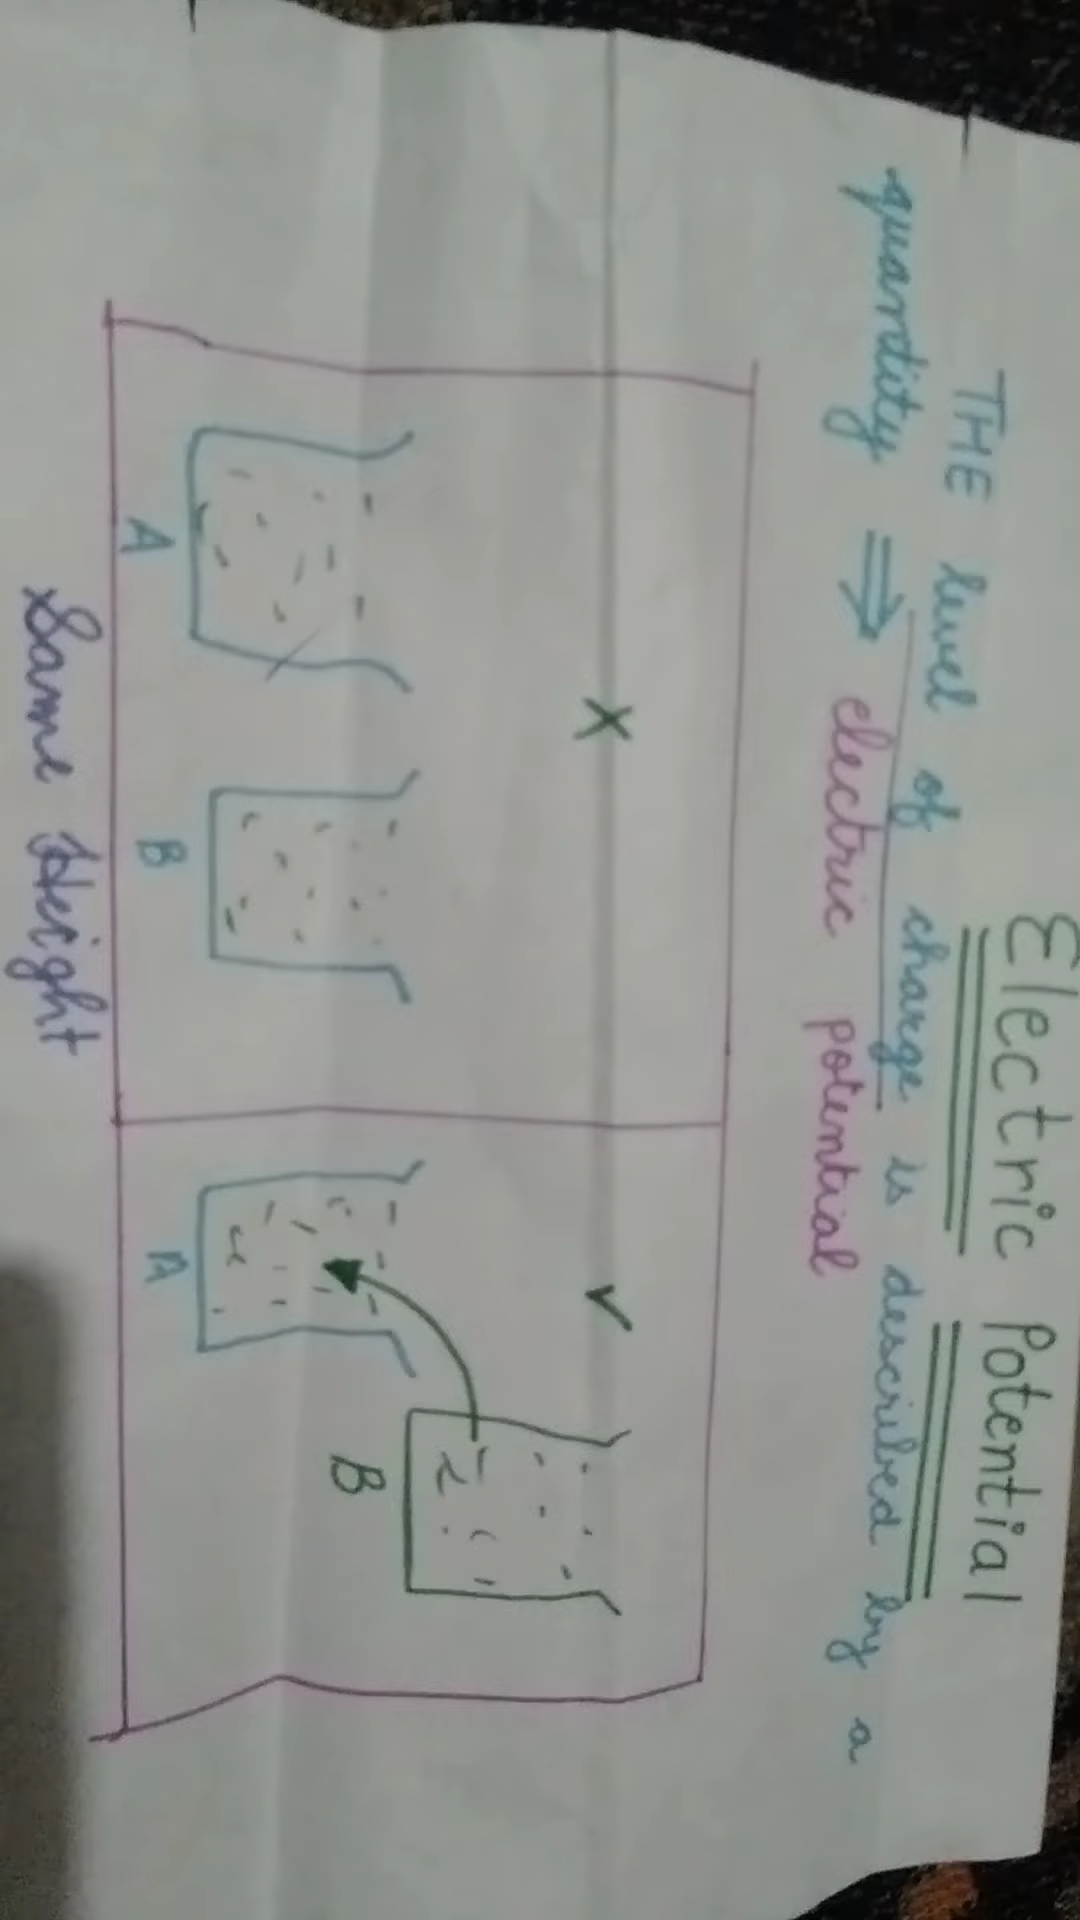 Electric Potential
THE level of charge is described by a
quantity ⇒ electric potential
X ✓
A B A B
Same Height